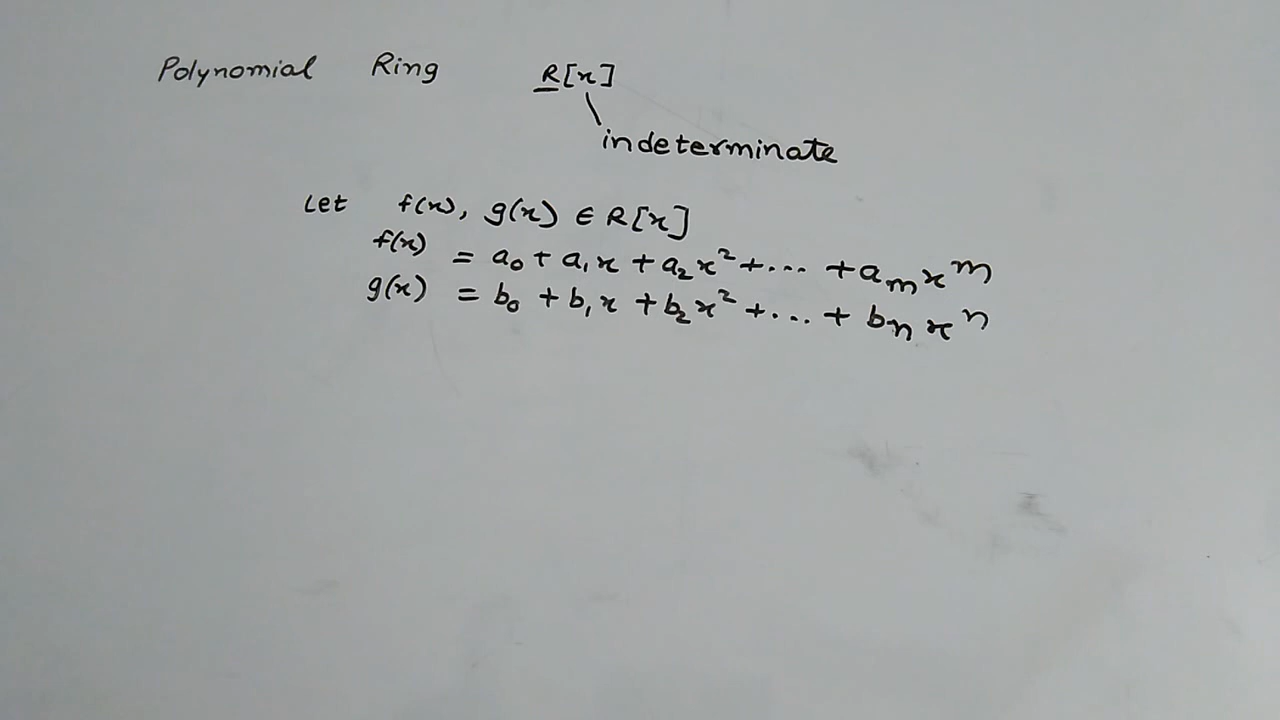 Polynomial Ring R[x]
indeterminate
Let f(x), g(x) ∈ R[x]
f(x) = a₀ + a₁x + a₂x² + ... + aₘxᵐ
g(x) = b₀ + b₁x + b₂x² + ... + bₙxⁿ